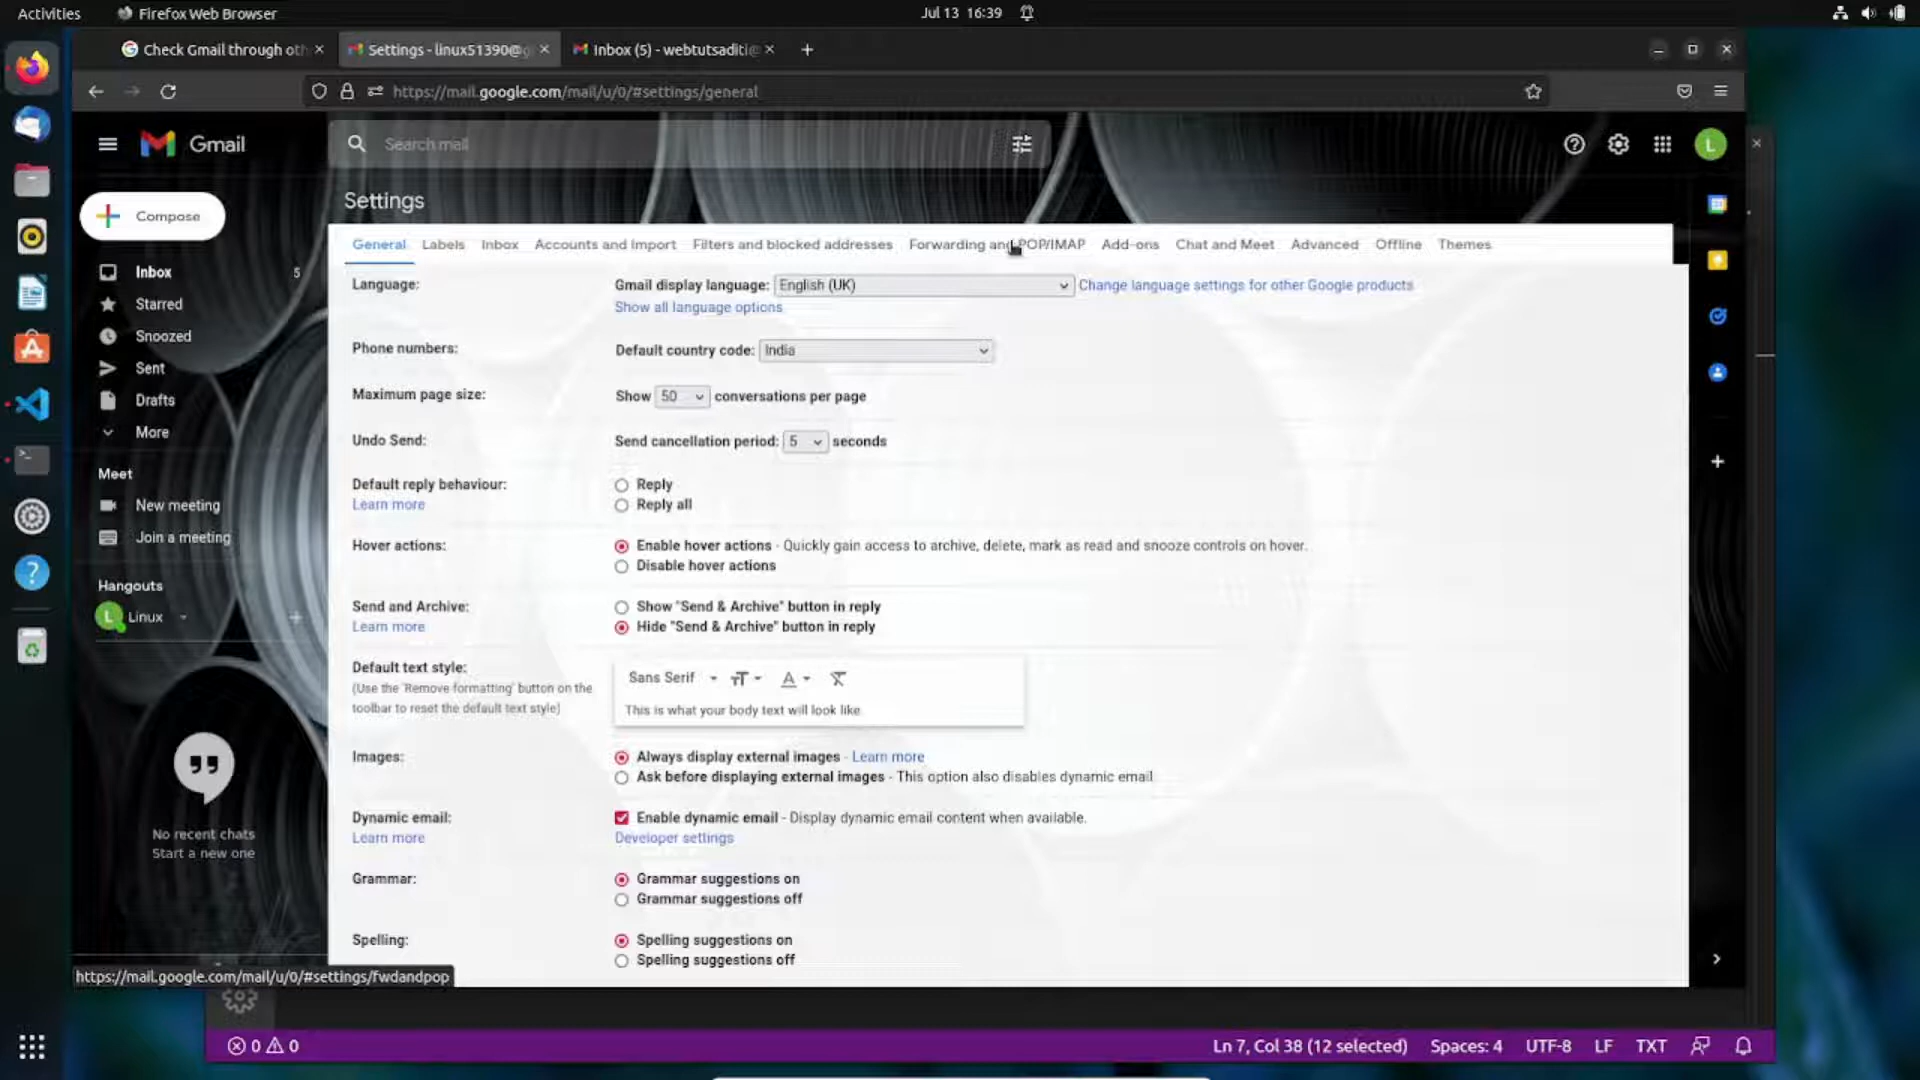 Activities
Firefox Web Browser
Jul 13 16:39
Check Gmail through oth
Settings - linux51390@g
Inbox (5) - webtutsaditi@
https://mail.google.com/mail/u/0/#settings/general
Gmail
Search mail
L
Compose
Settings
General Labels Inbox Accounts and Import Filters and blocked addresses Forwarding and POP/IMAP Add-ons Chat and Meet Advanced Offline Themes
Inbox 5
Starred
Snoozed
Sent
Drafts
More
Meet
New meeting
Join a meeting
Hangouts
L Linux
No recent chats
Start a new one
Language: Gmail display language: English (UK) Change language settings for other Google products
Show all language options
Phone numbers: Default country code: India
Maximum page size: Show 50 conversations per page
Undo Send: Send cancellation period: 5 seconds
Default reply behaviour: Reply
Learn more Reply all
Hover actions: Enable hover actions - Quickly gain access to archive, delete, mark as read and snooze controls on hover.
Disable hover actions
Send and Archive: Show "Send & Archive" button in reply
Learn more Hide "Send & Archive" button in reply
Default text style:
(Use the 'Remove formatting' button on the
toolbar to reset the default text style)
Sans Serif
This is what your body text will look like.
Images: Always display external images - Learn more
Ask before displaying external images - This option also disables dynamic email.
Dynamic email: Enable dynamic email - Display dynamic email content when available.
Learn more Developer settings
Grammar: Grammar suggestions on
Grammar suggestions off
Spelling: Spelling suggestions on
Spelling suggestions off
https://mail.google.com/mail/u/0/#settings/fwdandpop
0 0
Ln 7, Col 38 (12 selected) Spaces: 4 UTF-8 LF TXT